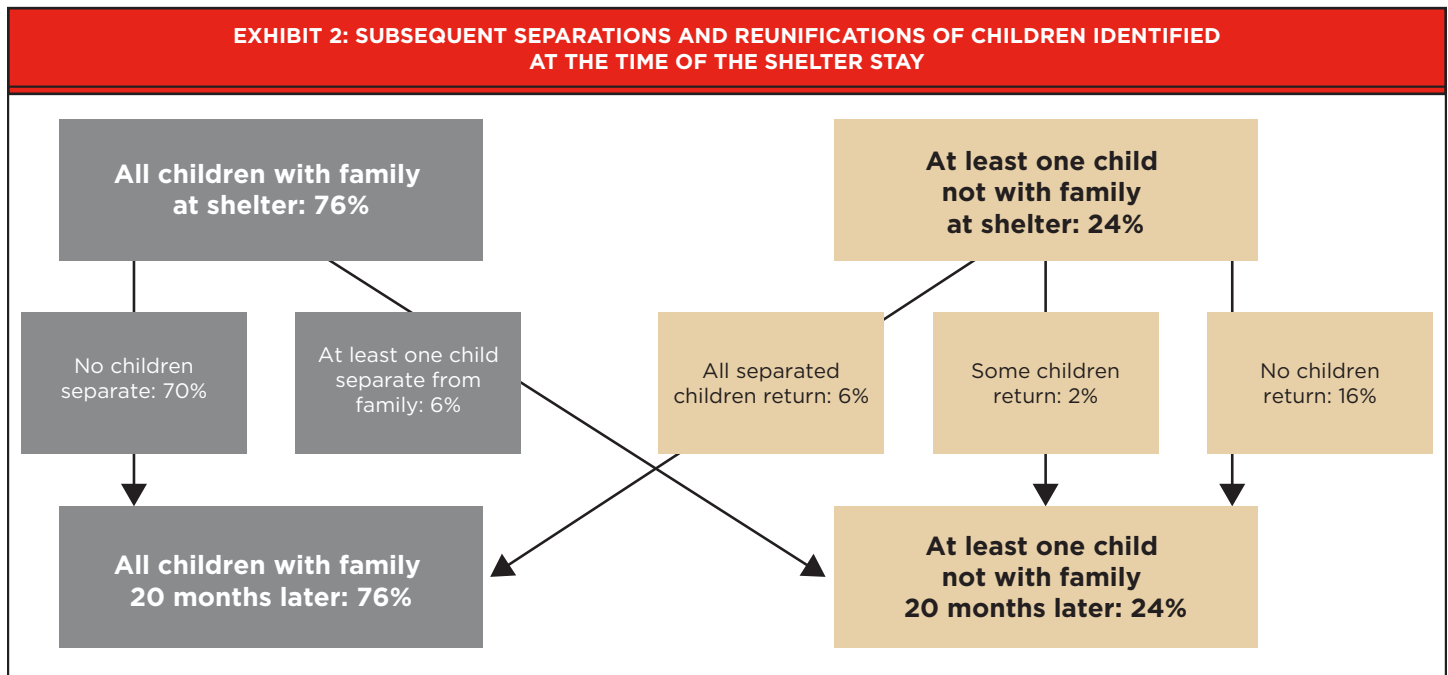 EXHIBIT 2: SUBSEQUENT SEPARATIONS AND REUNIFICATIONS OF CHILDREN IDENTIFIED
AT THE TIME OF THE SHELTER STAY
All children with family
at shelter: 76%
At least one child
not with family
at shelter: 24%
No children
separate: 70%
At least one child
separate from
family: 6%
All separated
children return: 6%
Some children
return: 2%
No children
return: 16%
All children with family
20 months later: 76%
At least one child
not with family
20 months later: 24%